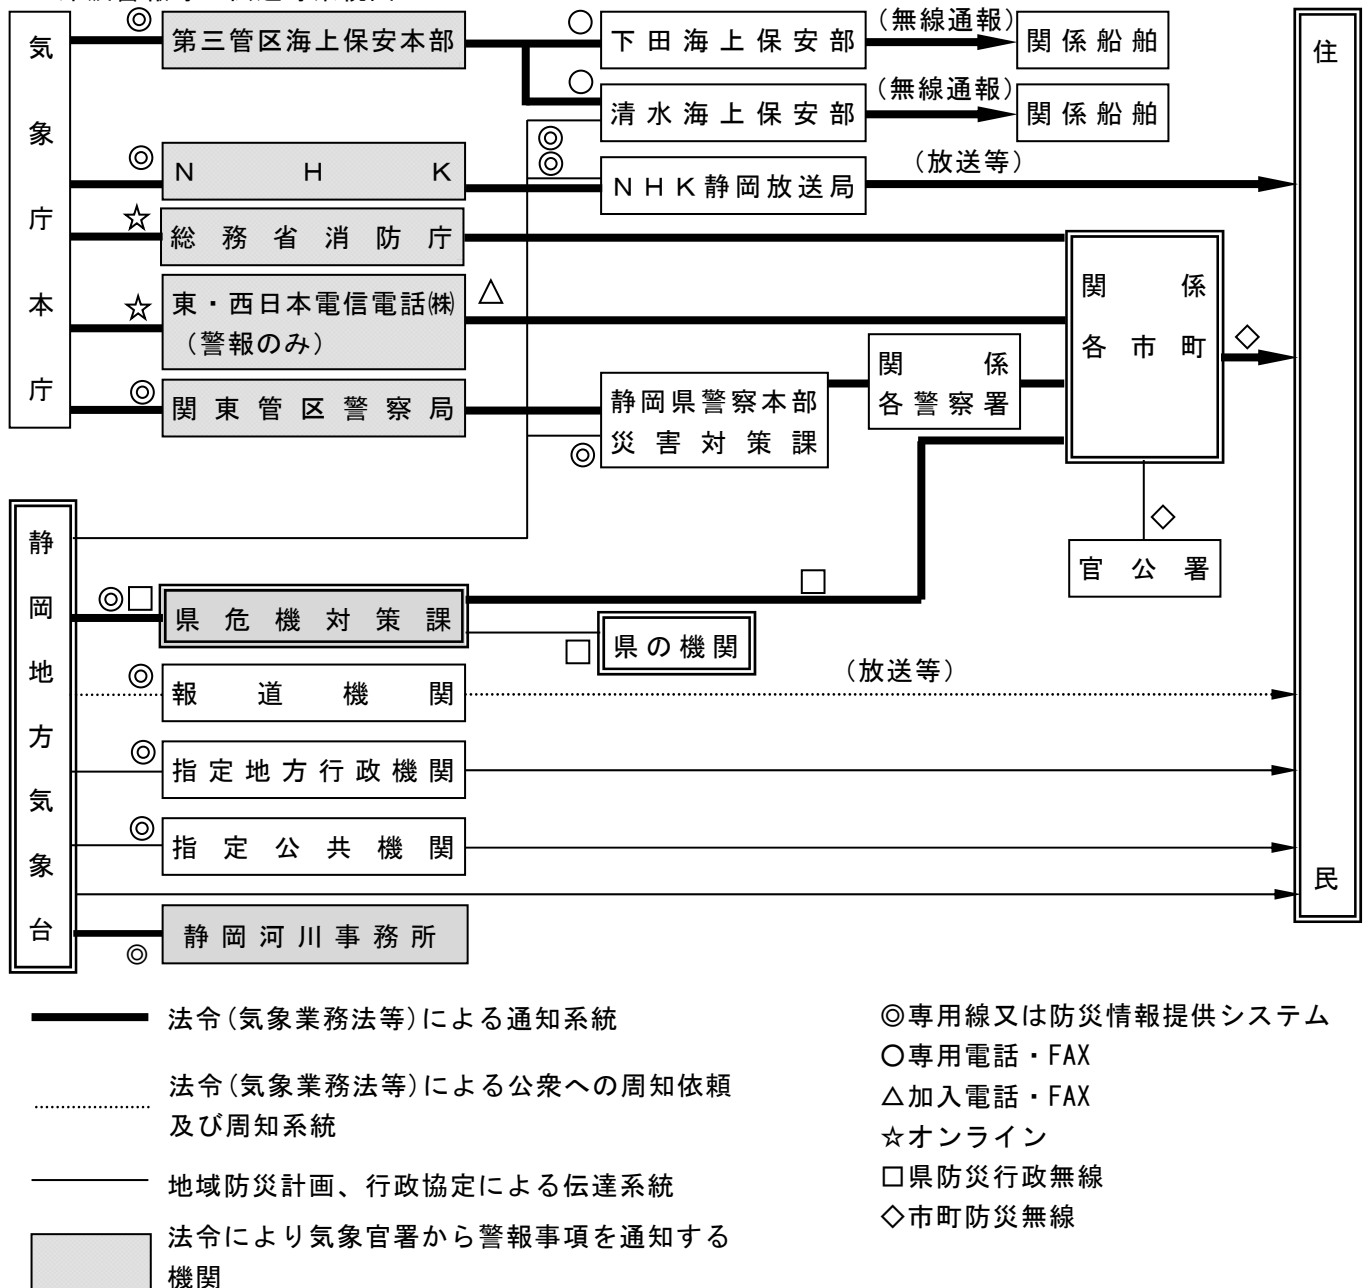 気象庁本庁
◎
第三管区海上保安本部
○
下田海上保安部
(無線通報)
関係船舶
○
清水海上保安部
(無線通報)
関係船舶
◎
NHK
◎
◎
NHK静岡放送局
(放送等)
☆
総務省消防庁
☆
東・西日本電信電話㈱
(警報のみ)
△
◎
関東管区警察局
静岡県警察本部
災害対策課
◎
関係
各警察署
関係
各市町
◇
◇
官公署
住民
静岡地方気象台
◎□
県危機対策課
□
□
県の機関
◎
報道機関
(放送等)
◎
指定地方行政機関
◎
指定公共機関
◎
静岡河川事務所
法令(気象業務法等)による通知系統
法令(気象業務法等)による公衆への周知依頼
及び周知系統
地域防災計画、行政協定による伝達系統
法令により気象官署から警報事項を通知する
機関
◎専用線又は防災情報提供システム
○専用電話・FAX
△加入電話・FAX
☆オンライン
□県防災行政無線
◇市町防災無線